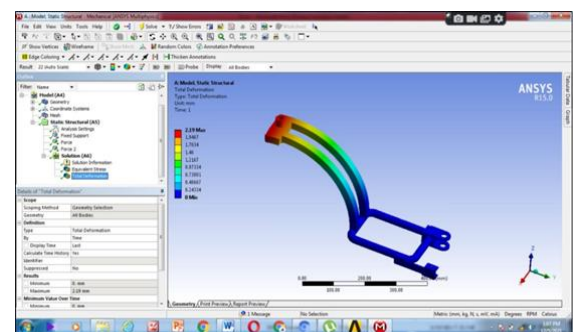 A : Model, Static Structural - Mechanical [ANSYS Multiphysics]
File Edit View Units Tools Help Solve Show Errors Worksheet
Show Vertices Wireframe Show Mesh Random Colors Annotation Preferences
Edge Coloring Thicken Annotations
Result Probe Display All Bodies
Outline
Filter: Name
Model (A4)
Geometry
Coordinate Systems
Mesh
Static Structural (A5)
Analysis Settings
Fixed Support
Force
Force 2
Solution (A6)
Solution Information
Equivalent Stress
Total Deformation
Details of "Total Deformation"
Scope
Scoping Method Geometry Selection
Geometry All Bodies
Definition
Type Total Deformation
By Time
Display Time Last
Calculate Time History Yes
Identifier
Suppressed No
Results
Minimum 0. mm
Maximum 2.19 mm
Minimum Value Over Time
Minimum 0. mm
A: Model, Static Structural
Total Deformation
Type: Total Deformation
Unit: mm
Time: 1
2.19 Max
1.9467
1.7034
1.46
1.2167
0.97334
0.73001
0.48667
0.24334
0 Min
ANSYS
R15.0
0.00
200.00
100.00
300.00
Geometry Print Preview Report Preview
Tabular Data
Graph
1 Message
No Selection
Metric (mm, kg, N, s, mV, mA) Degrees RPM Celsius